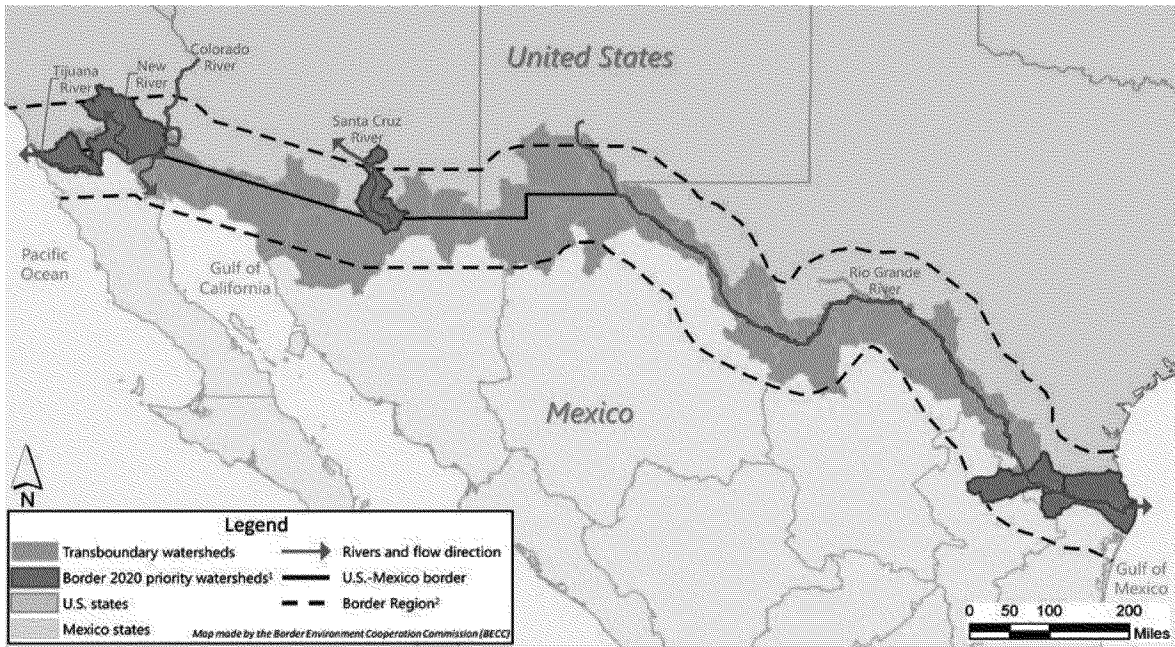 United States
Colorado
River
New
River
Tijuana
River
Santa Cruz
River
Pacific
Ocean
Gulf of
California
Rio Grande
River
Mexico
N
Gulf of
Mexico
Legend
Transboundary watersheds
Rivers and flow direction
Border 2020 priority watersheds¹
U.S.-Mexico border
U.S. states
Border Region²
Mexico states
Map made by the Border Environment Cooperation Commission (BECC)
0 50 100 200
Miles